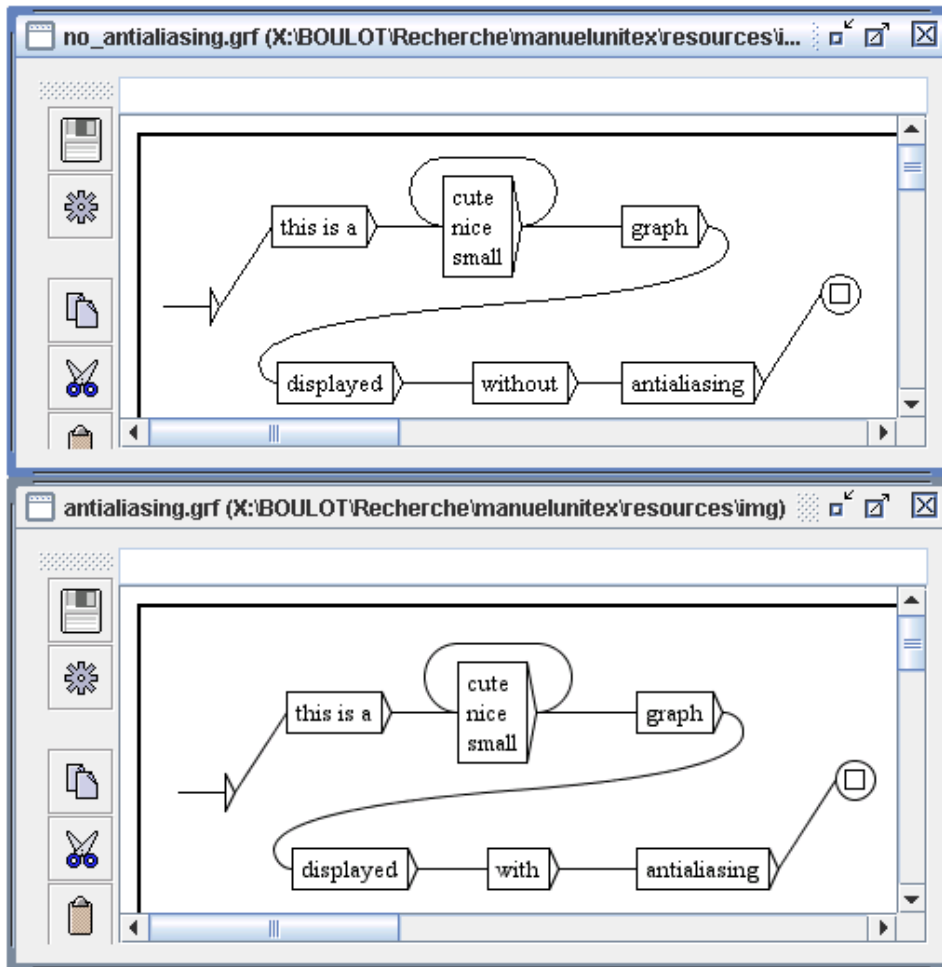 no_antialiasing.grf (X:\BOULOT\Recherche\manuelunitex\resources\i...
this is a
cute
nice
small
graph
displayed
without
antialiasing
antialiasing.grf (X:\BOULOT\Recherche\manuelunitex\resources\img)
this is a
cute
nice
small
graph
displayed
with
antialiasing